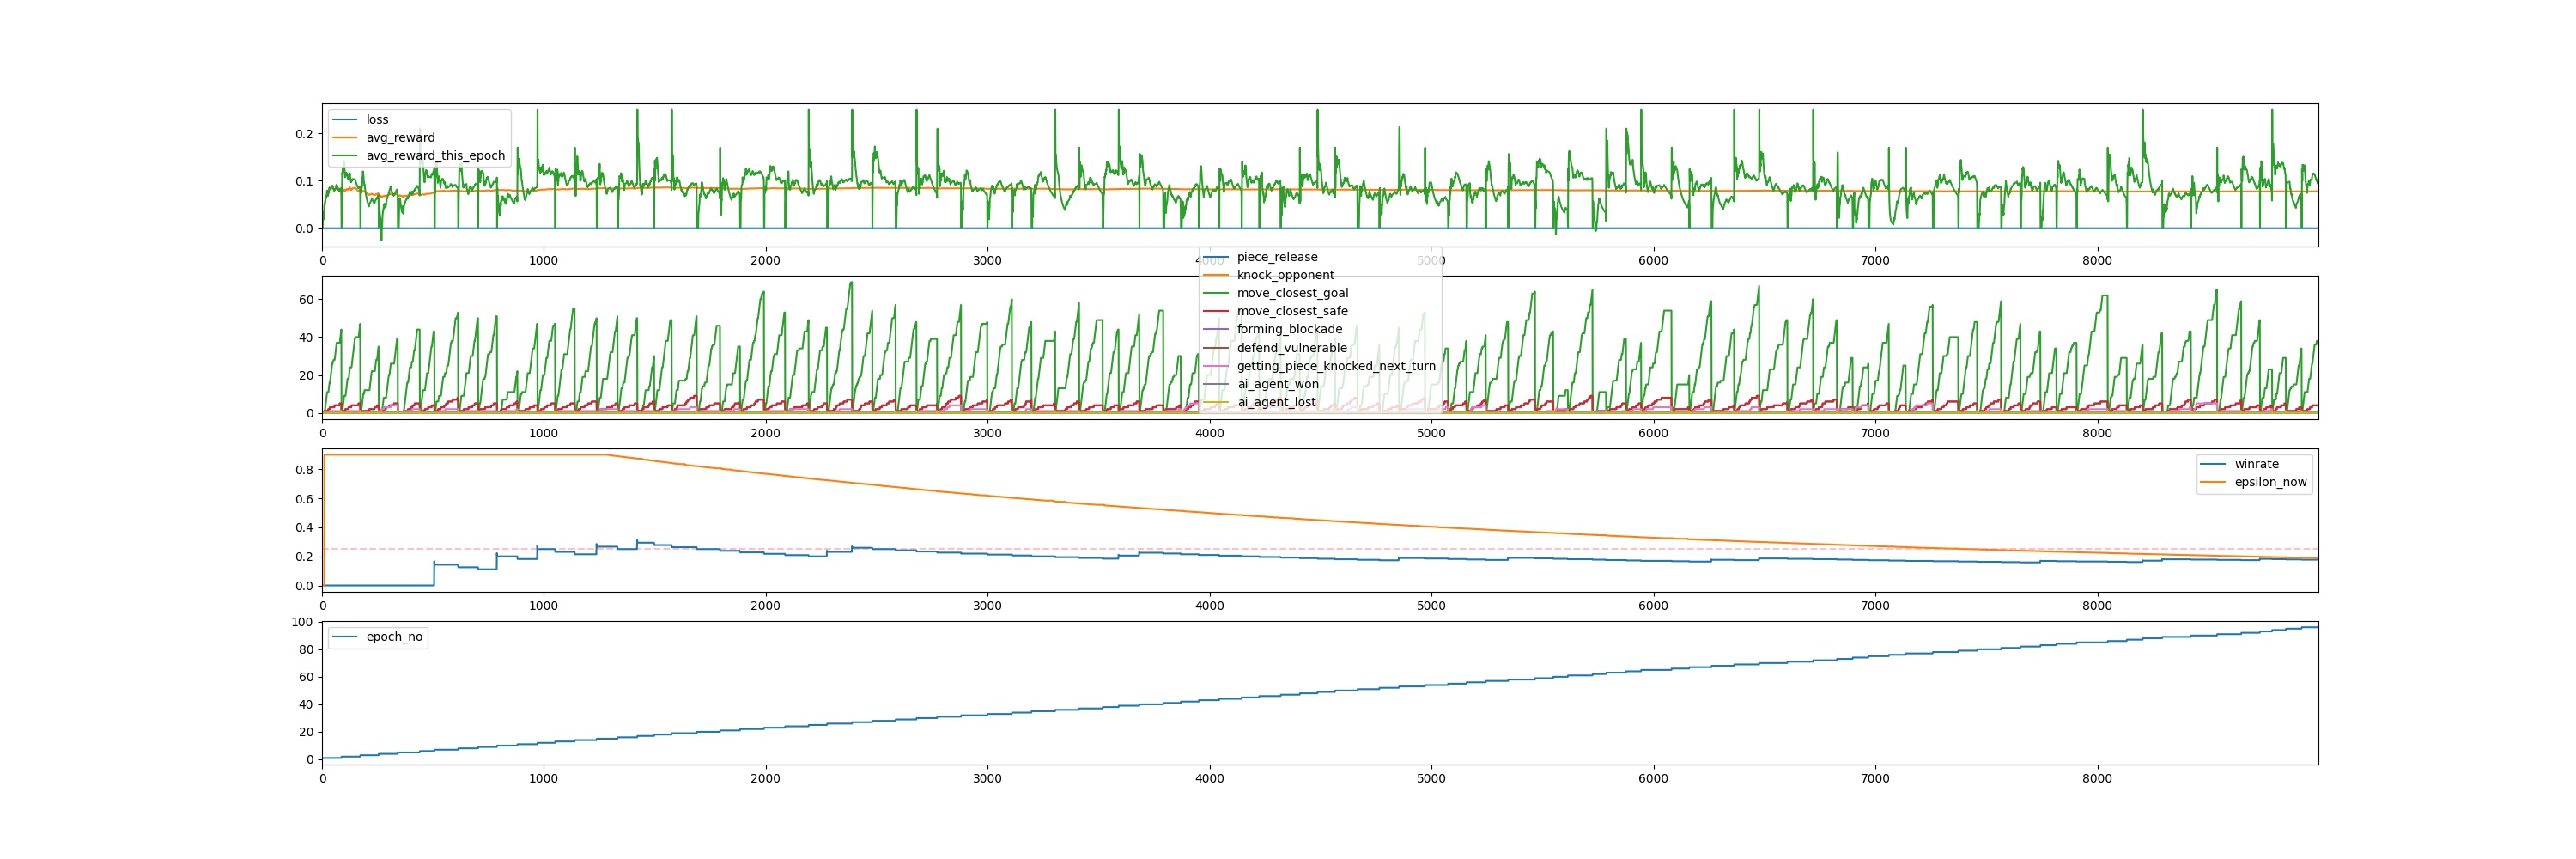 loss
avg_reward
avg_reward_this_epoch
0.2
0.1
0.0
0 1000 2000 3000 4000 5000 6000 7000 8000
piece_release
knock_opponent
move_closest_goal
move_closest_safe
forming_blockade
defend_vulnerable
getting_piece_knocked_next_turn
ai_agent_won
ai_agent_lost
60
40
20
0
0 1000 2000 3000 4000 5000 6000 7000 8000
winrate
epsilon_now
0.8
0.6
0.4
0.2
0.0
0 1000 2000 3000 4000 5000 6000 7000 8000
epoch_no
100
80
60
40
20
0
0 1000 2000 3000 4000 5000 6000 7000 8000